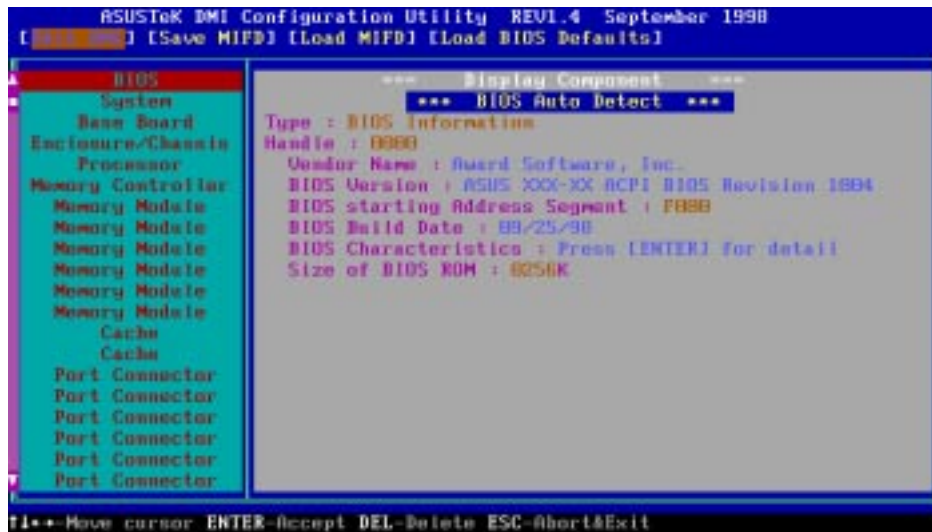 ASUSTeK DMI Configuration Utility REV1.4 September 1998
[Edit DMI] [Save MIFD] [Load MIFD] [Load BIOS Defaults]
BIOS
System
Base Board
Enclosure/Chassis
Processor
Memory Controller
Memory Module
Memory Module
Memory Module
Memory Module
Memory Module
Memory Module
Cache
Cache
Port Connector
Port Connector
Port Connector
Port Connector
Port Connector
Port Connector
=== Display Component ===
*** BIOS Auto Detect ***
Type : BIOS Information
Handle : 0000
Vendor Name : Award Software, Inc.
BIOS Version : ASUS XXX-XX ACPI BIOS Revision 1004
BIOS starting Address Segment : F000
BIOS Build Date : 09/25/98
BIOS Characteristics : Press [ENTER] for detail
Size of BIOS ROM : 0256K
-Move cursor ENTER-Accept DEL-Delete ESC-Abort&Exit